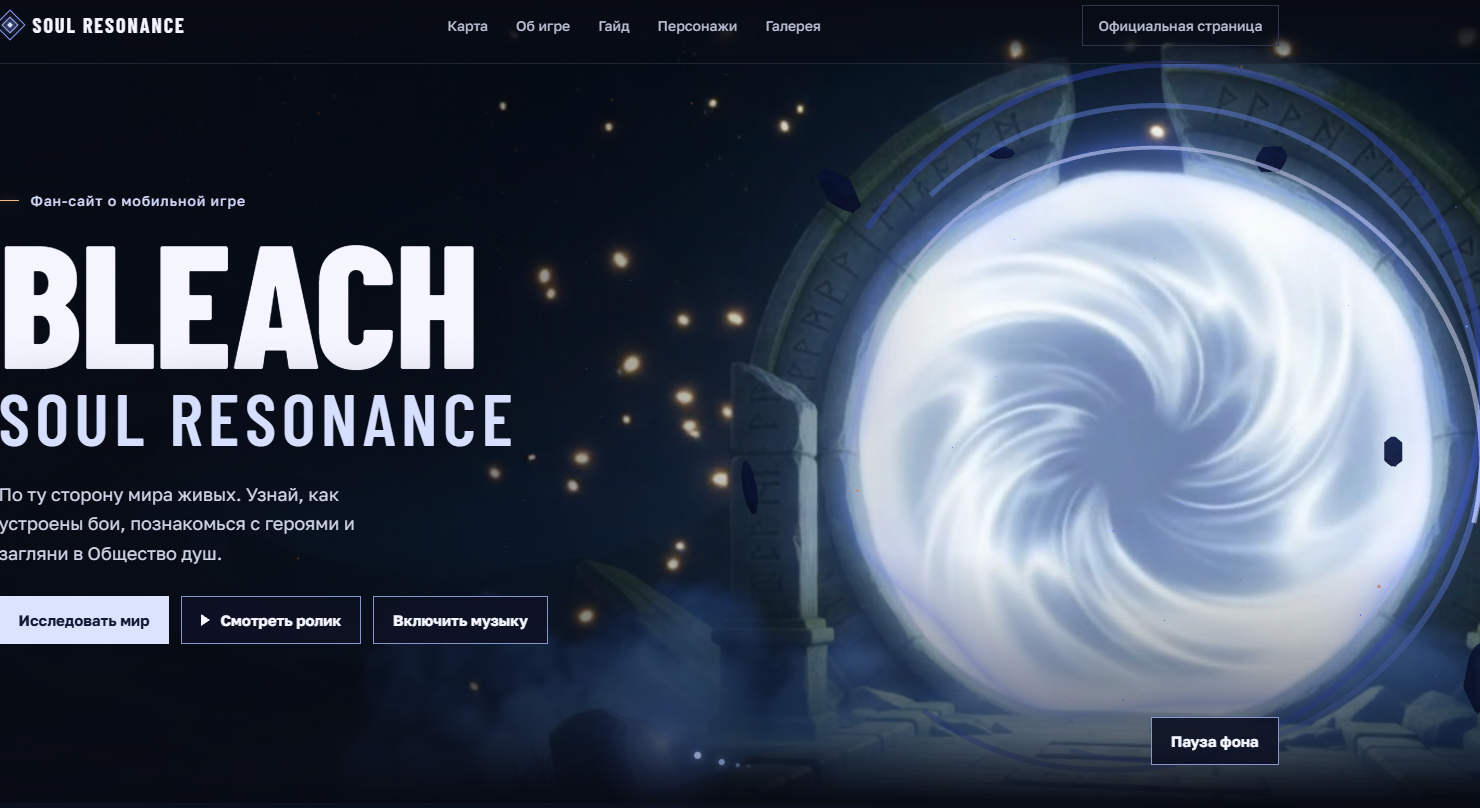 SOUL RESONANCE
Карта
Об игре
Гайд
Персонажи
Галерея
Официальная страница
Фан-сайт о мобильной игре
BLEACH
SOUL RESONANCE
По ту сторону мира живых. Узнай, как
устроены бои, познакомься с героями и
загляни в Общество душ.
Исследовать мир
Смотреть ролик
Включить музыку
Пауза фона